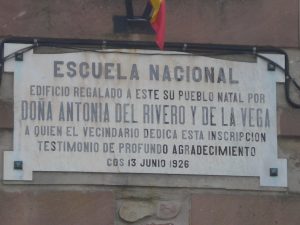 ESCUELA NACIONAL
EDIFICIO REGALADO A ESTE SU PUEBLO NATAL POR
DOÑA ANTONIA DEL RIVERO Y DE LA VEGA
A QUIEN EL VECINDARIO DEDICA ESTA INSCRIPCION
TESTIMONIO DE PROFUNDO AGRADECIMIENTO
COS 13 JUNIO 1926